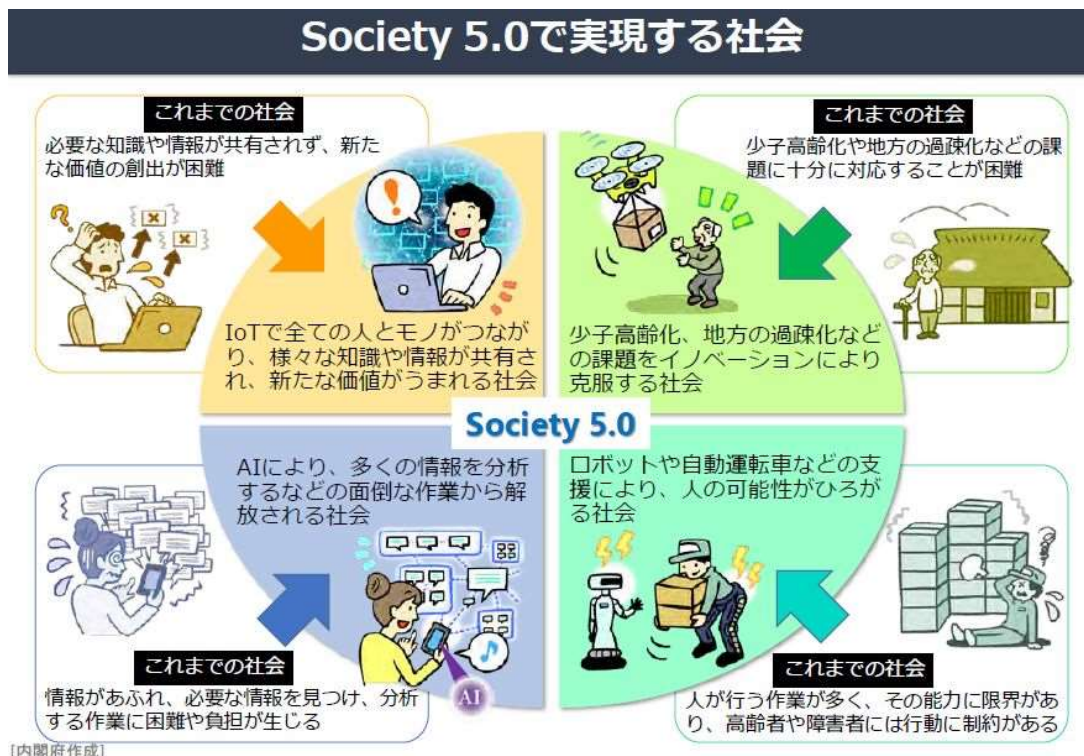 Society 5.0で実現する社会
これまでの社会
必要な知識や情報が共有されず、新た
な価値の創出が困難
これまでの社会
少子高齢化や地方の過疎化などの課
題に十分に対応することが困難
IoTで全ての人とモノがつなが
り、様々な知識や情報が共有さ
れ、新たな価値がうまれる社会
少子高齢化、地方の過疎化など
の課題をイノベーションにより
克服する社会
Society 5.0
AIにより、多くの情報を分析
するなどの面倒な作業から解
放される社会
ロボットや自動運転車などの支
援により、人の可能性がひろが
る社会
AI
これまでの社会
情報があふれ、必要な情報を見つけ、分析
する作業に困難や負担が生じる
これまでの社会
人が行う作業が多く、その能力に限界があ
り、高齢者や障害者には行動に制約がある
[内閣府作成]